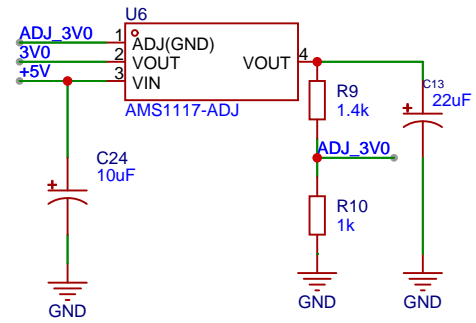 U6
ADJ_3V0
3V0
+5V
1
2
3
ADJ(GND)
VOUT
VIN
VOUT
4
AMS1117-ADJ
C24
10uF
GND
R9
1.4k
ADJ_3V0
R10
1k
GND
C13
22uF
GND